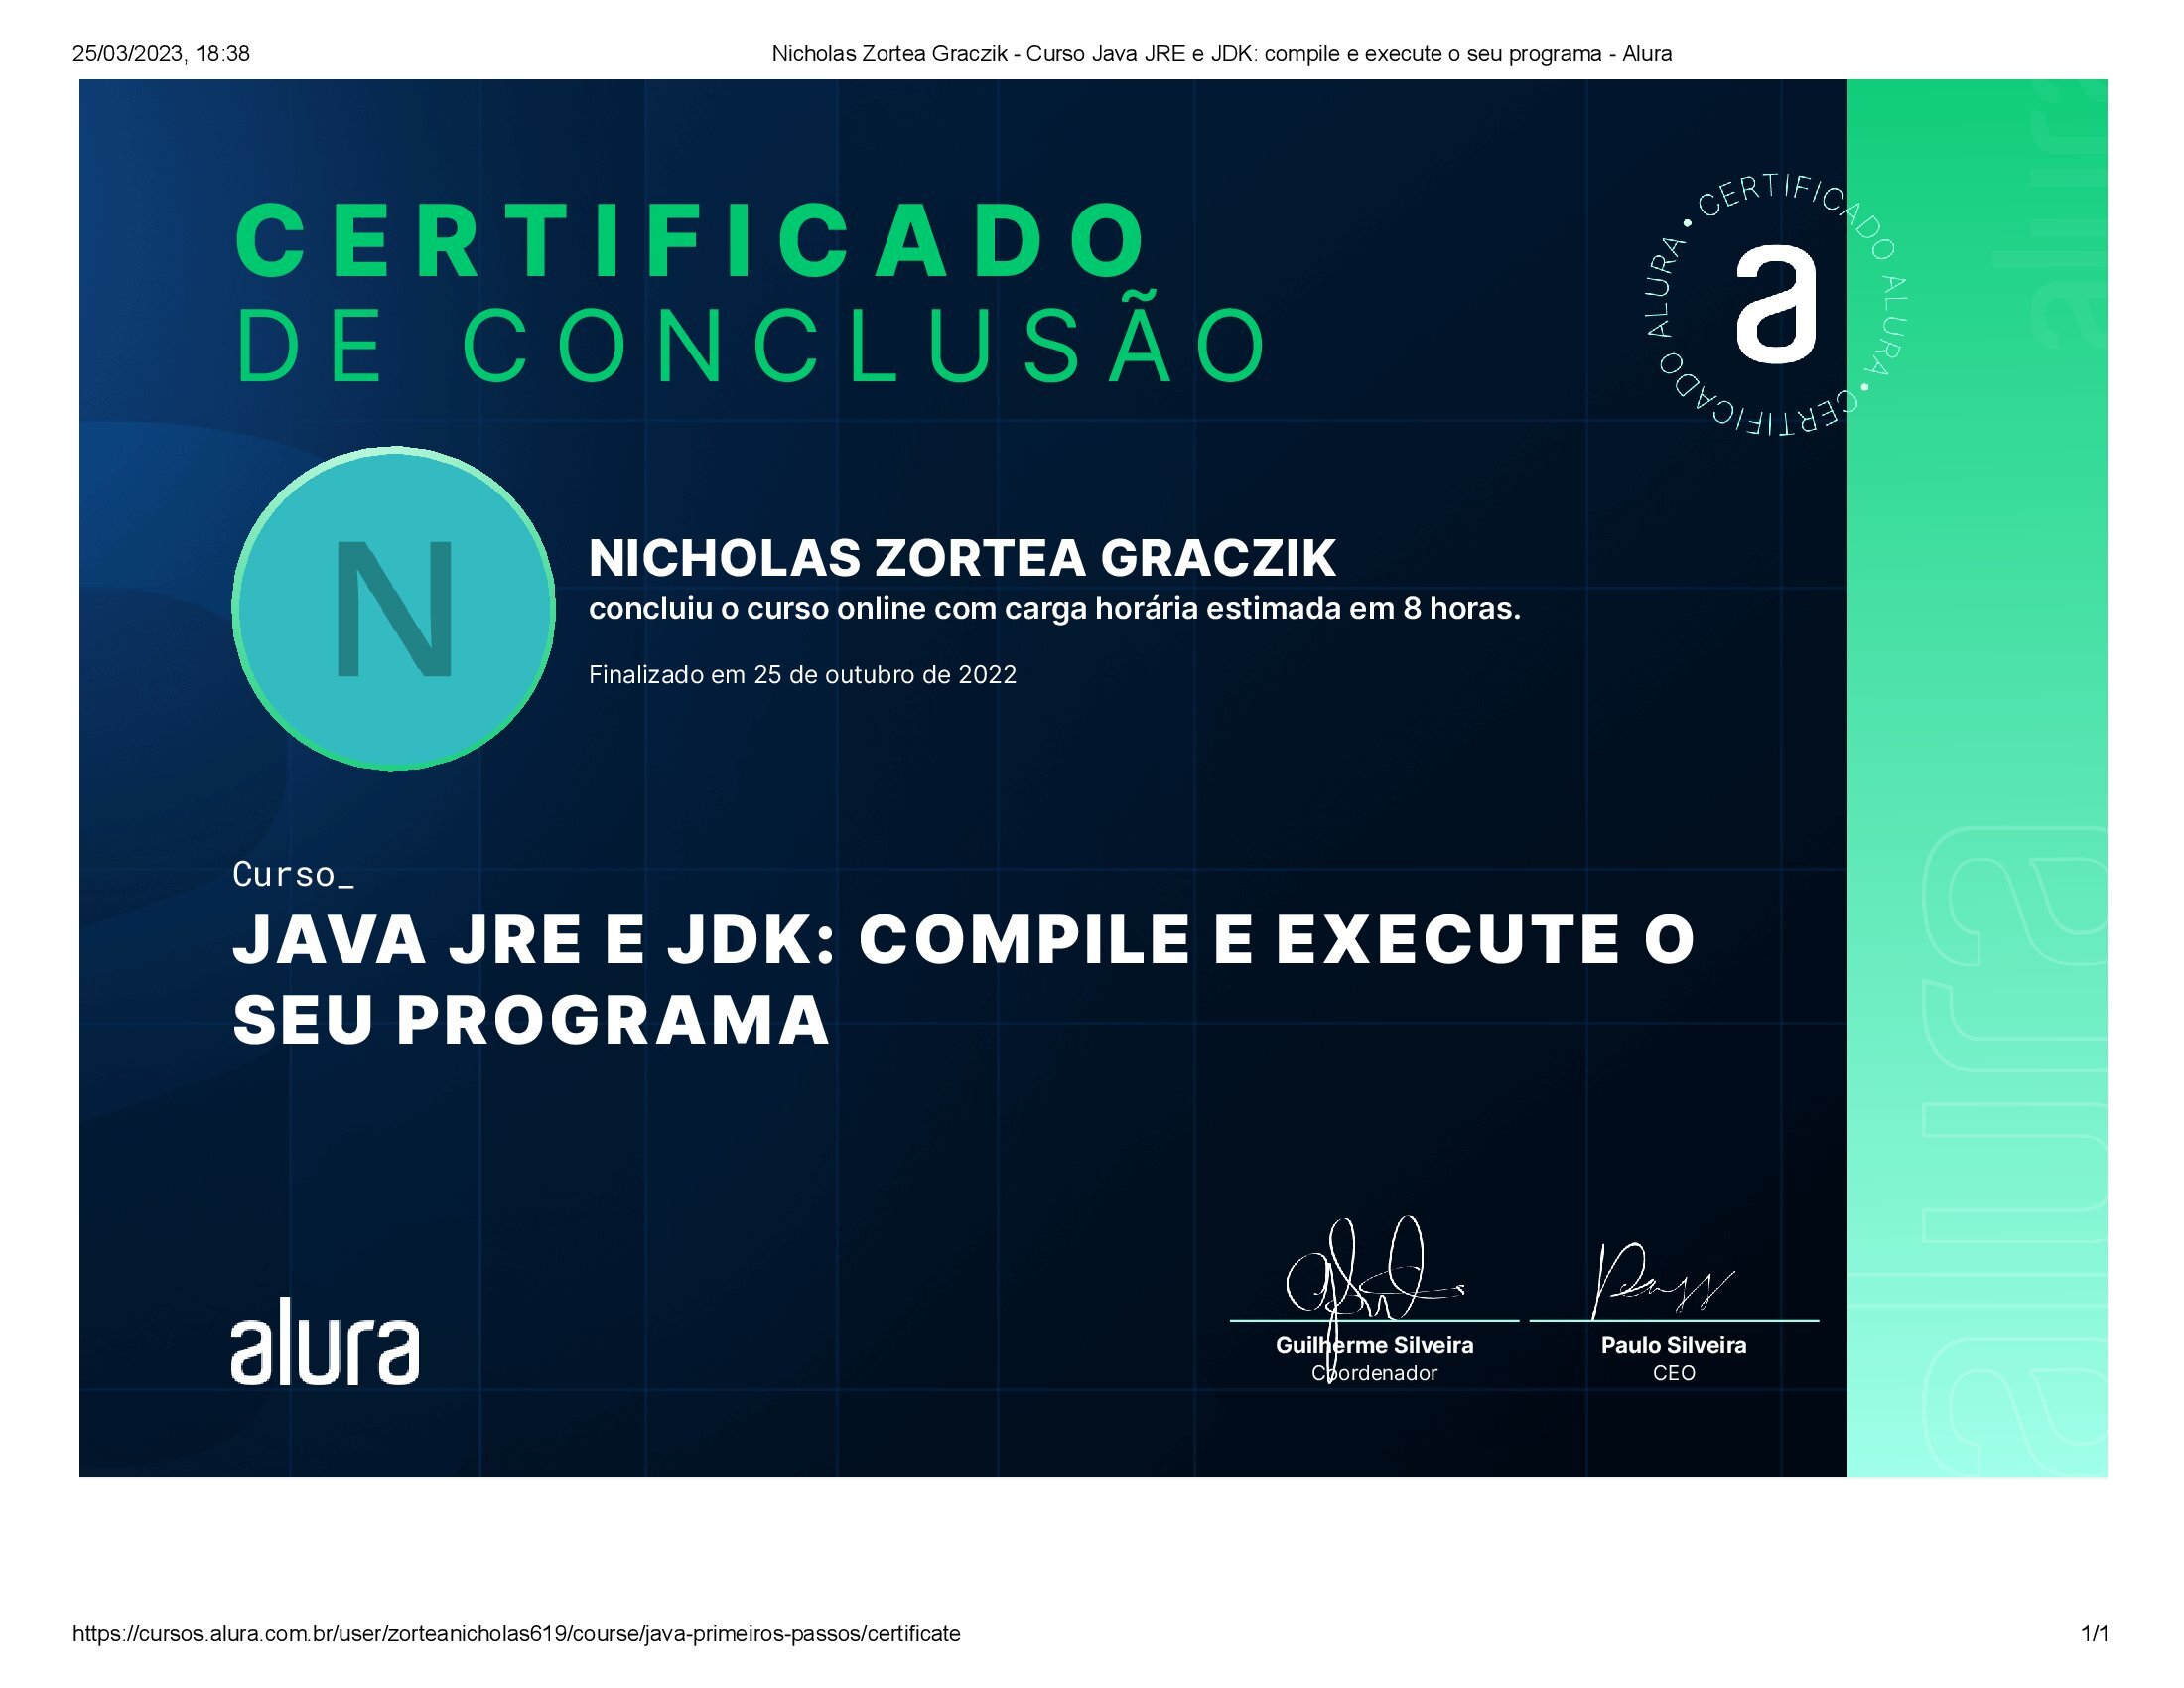 25/03/2023, 18:38
Nicholas Zortea Graczik - Curso Java JRE e JDK: compile e execute o seu programa - Alura
CERTIFICADO
DE CONCLUSÃO
• CERTIFICADO ALURA • CERTIFICADO ALURA
a
N
NICHOLAS ZORTEA GRACZIK
concluiu o curso online com carga horária estimada em 8 horas.
Finalizado em 25 de outubro de 2022
Curso_
JAVA JRE E JDK: COMPILE E EXECUTE O
SEU PROGRAMA
alura
Guilherme Silveira
Coordenador
Paulo Silveira
CEO
alura
alura
https://cursos.alura.com.br/user/zorteanicholas619/course/java-primeiros-passos/certificate
1/1